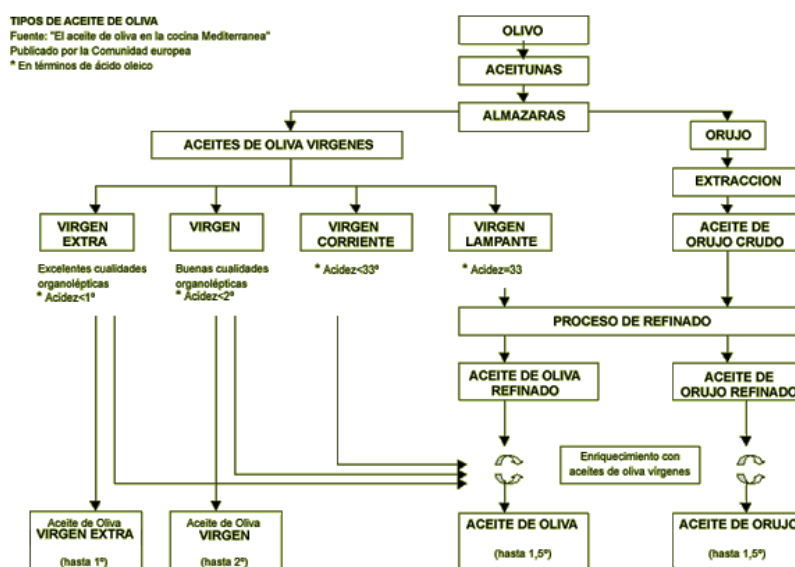 TIPOS DE ACEITE DE OLIVA
Fuente: "El aceite de oliva en la cocina Mediterranea"
Publicado por la Comunidad europea
* En términos de ácido oleico
OLIVO
ACEITUNAS
ALMAZARAS
ACEITES DE OLIVA VIRGENES
ORUJO
EXTRACCION
VIRGEN
EXTRA
VIRGEN
VIRGEN
CORRIENTE
VIRGEN
LAMPANTE
ACEITE DE
ORUJO CRUDO
Excelentes cualidades
organolépticas
* Acidez<1º
Buenas cualidades
organolépticas
* Acidez<2º
* Acidez<33º
* Acidez=33
PROCESO DE REFINADO
ACEITE DE OLIVA
REFINADO
ACEITE DE
ORUJO REFINADO
Enriquecimiento con
aceites de oliva vírgenes
Aceite de Oliva
VIRGEN EXTRA
(hasta 1º)
Aceite de Oliva
VIRGEN
(hasta 2º)
ACEITE DE OLIVA
(hasta 1,5º)
ACEITE DE ORUJO
(hasta 1,5º)